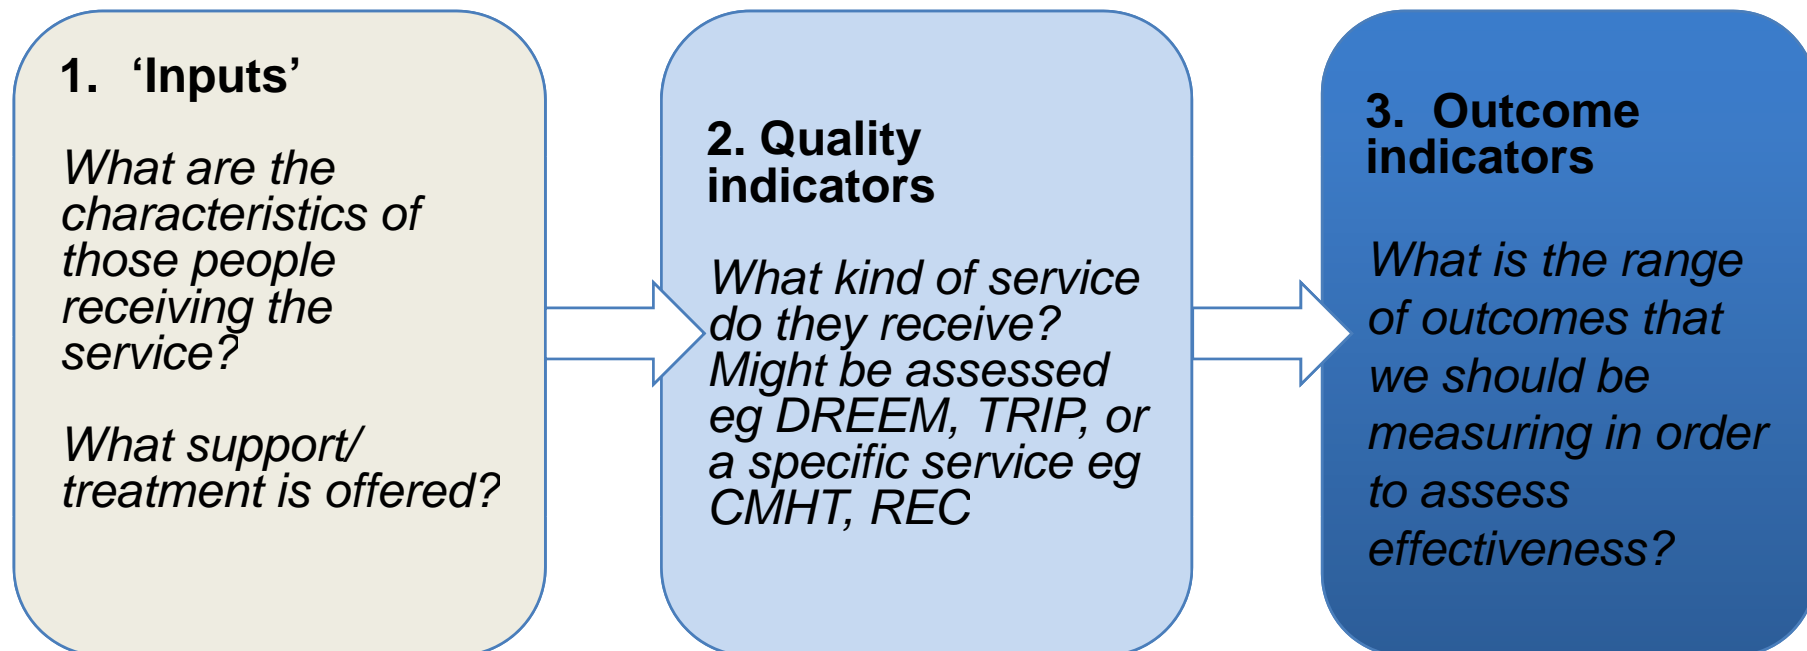 1. ‘Inputs’
What are the
characteristics of
those people
receiving the
service?
What support/
treatment is offered?
2. Quality
indicators
What kind of service
do they receive?
Might be assessed
eg DREEM, TRIP, or
a specific service eg
CMHT, REC
3. Outcome
indicators
What is the range
of outcomes that
we should be
measuring in order
to assess
effectiveness?